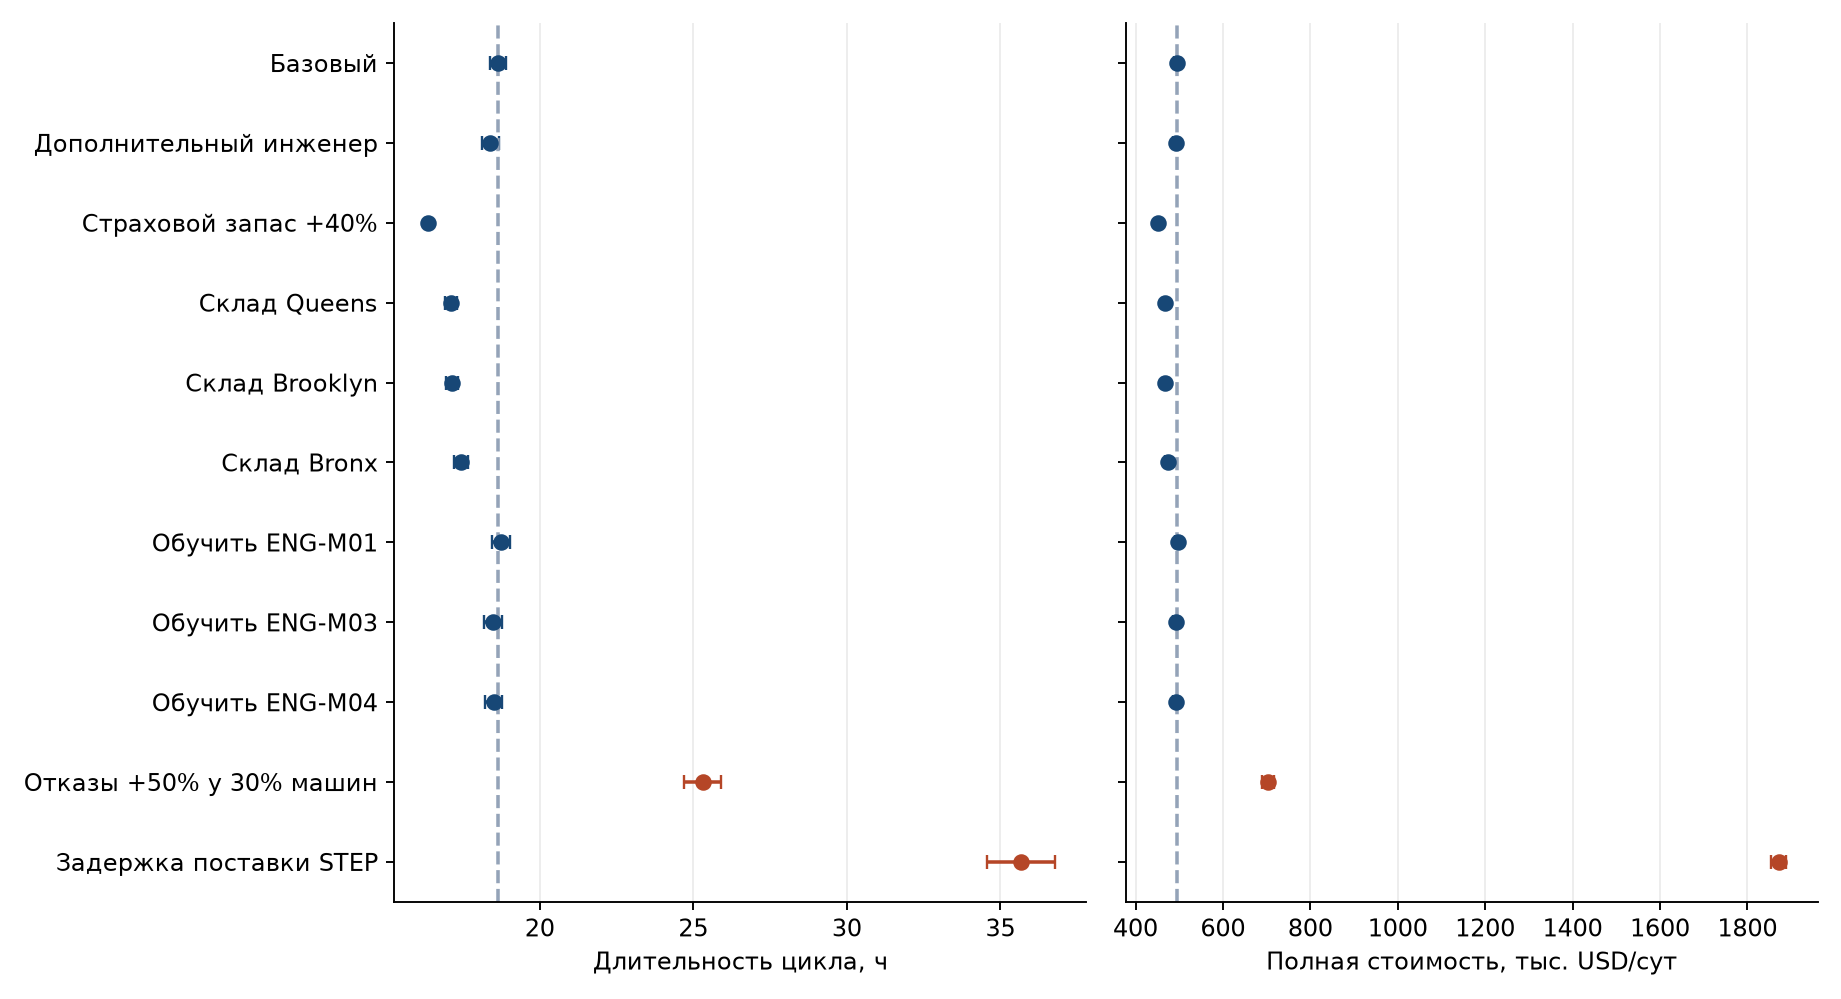 Базовый
Дополнительный инженер
Страховой запас +40%
Склад Queens
Склад Brooklyn
Склад Bronx
Обучить ENG-M01
Обучить ENG-M03
Обучить ENG-M04
Отказы +50% у 30% машин
Задержка поставки STEP
20 25 30 35
Длительность цикла, ч
400 600 800 1000 1200 1400 1600 1800
Полная стоимость, тыс. USD/сут